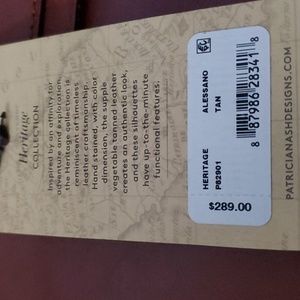 Heritage
COLLECTION
Inspired by an affinity for
adventure and exploration,
the Heritage collection is
reminiscent of timeless
leather craftsmanship.
Hand stained, with color
dimension, the supple
vegetable tanned leather
creates an authentic look,
and these silhouettes
have up-to-the-minute
functional features.
ALESSANO
TAN
HERITAGE
P82901
$289.00
8 87986 28341 8
PATRICIANASHDESIGNS.COM